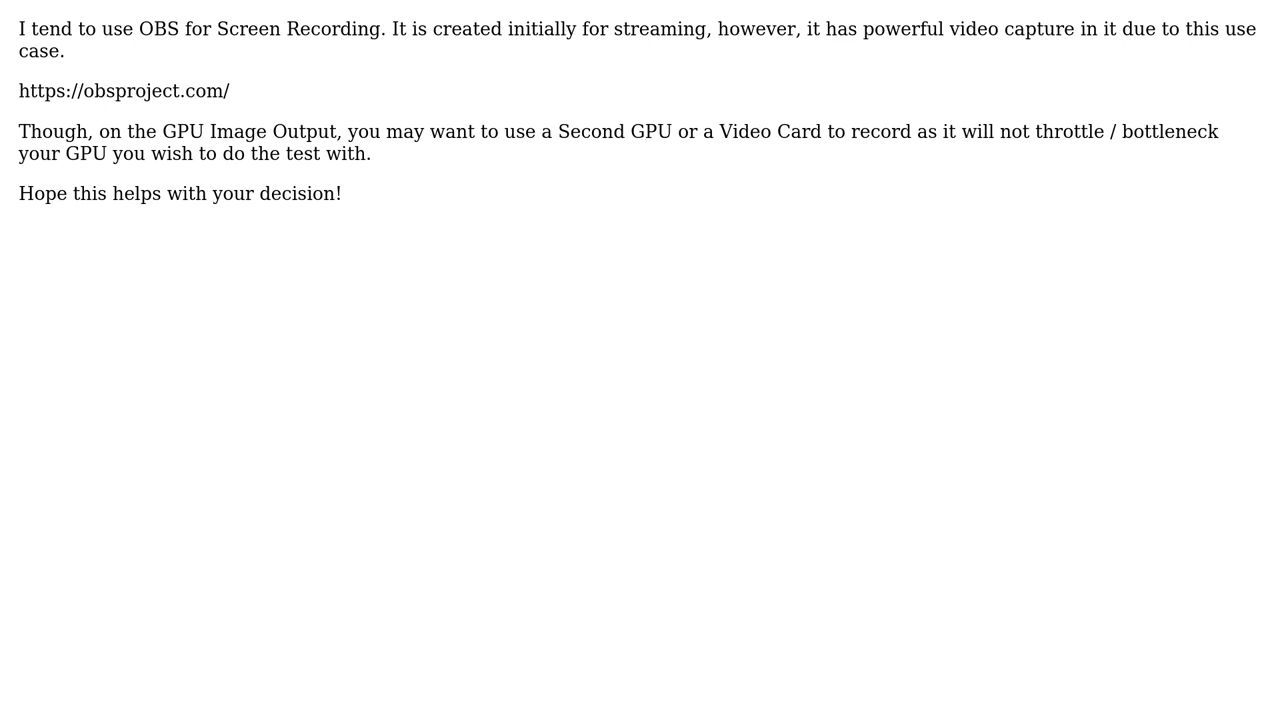 I tend to use OBS for Screen Recording. It is created initially for streaming, however, it has powerful video capture in it due to this use
case.
https://obsproject.com/
Though, on the GPU Image Output, you may want to use a Second GPU or a Video Card to record as it will not throttle / bottleneck
your GPU you wish to do the test with.
Hope this helps with your decision!